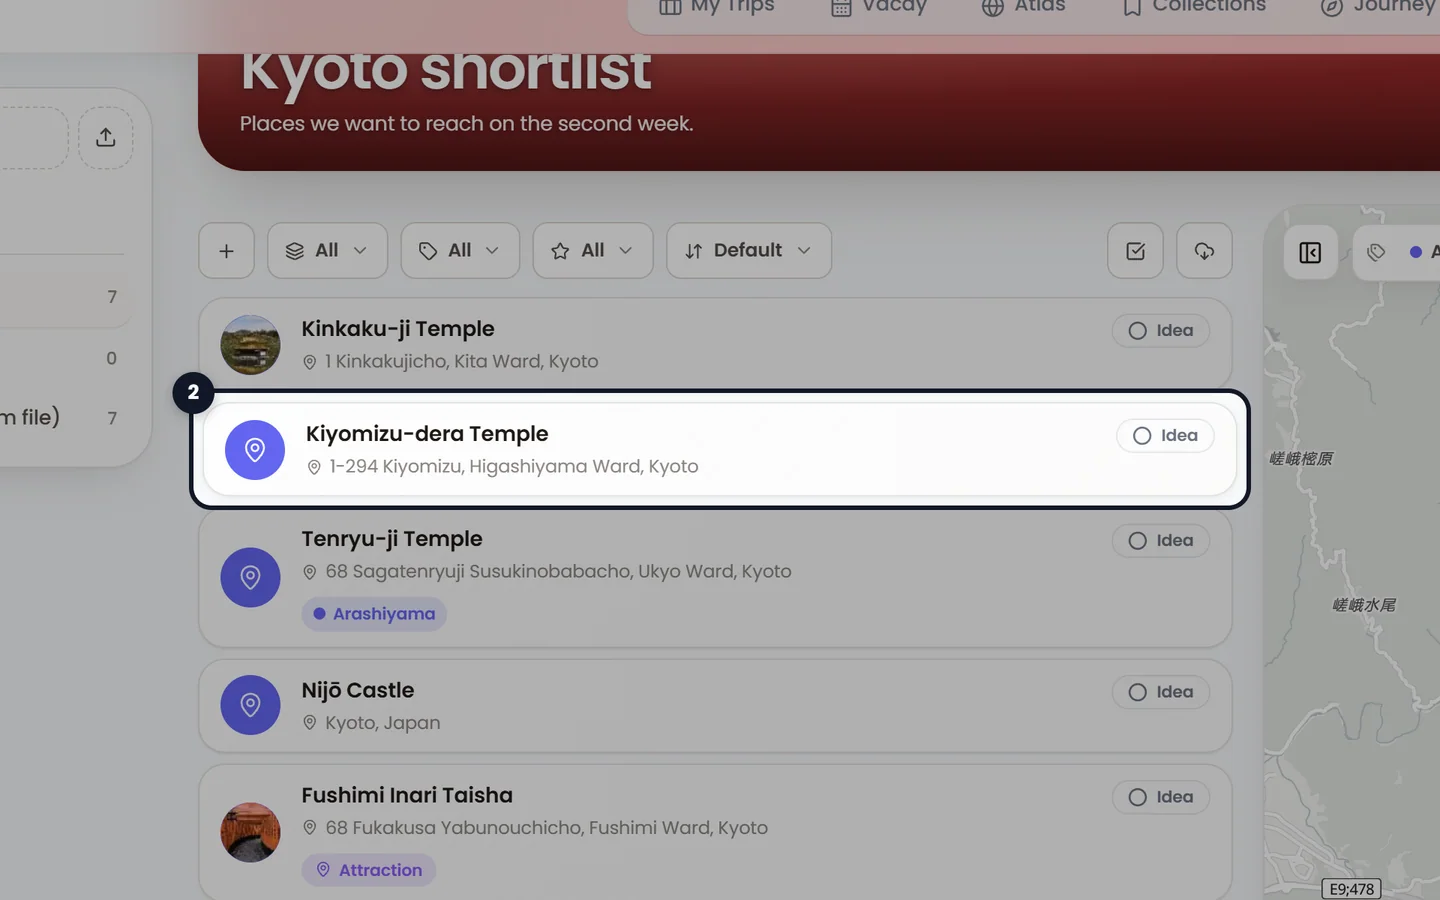 My Trips
Vacay
Atlas
Collections
Journey
Kyoto shortlist
Places we want to reach on the second week.
7
0
m file)
7
All
All
All
Default
A
Kinkaku-ji Temple
Idea
1 Kinkakujicho, Kita Ward, Kyoto
2
Kiyomizu-dera Temple
Idea
1-294 Kiyomizu, Higashiyama Ward, Kyoto
Tenryu-ji Temple
Idea
68 Sagatenryuji Susukinobabacho, Ukyo Ward, Kyoto
Arashiyama
Nijō Castle
Idea
Kyoto, Japan
Fushimi Inari Taisha
Idea
68 Fukakusa Yabunouchicho, Fushimi Ward, Kyoto
Attraction
嵯峨樒原
嵯峨水尾
E9;478